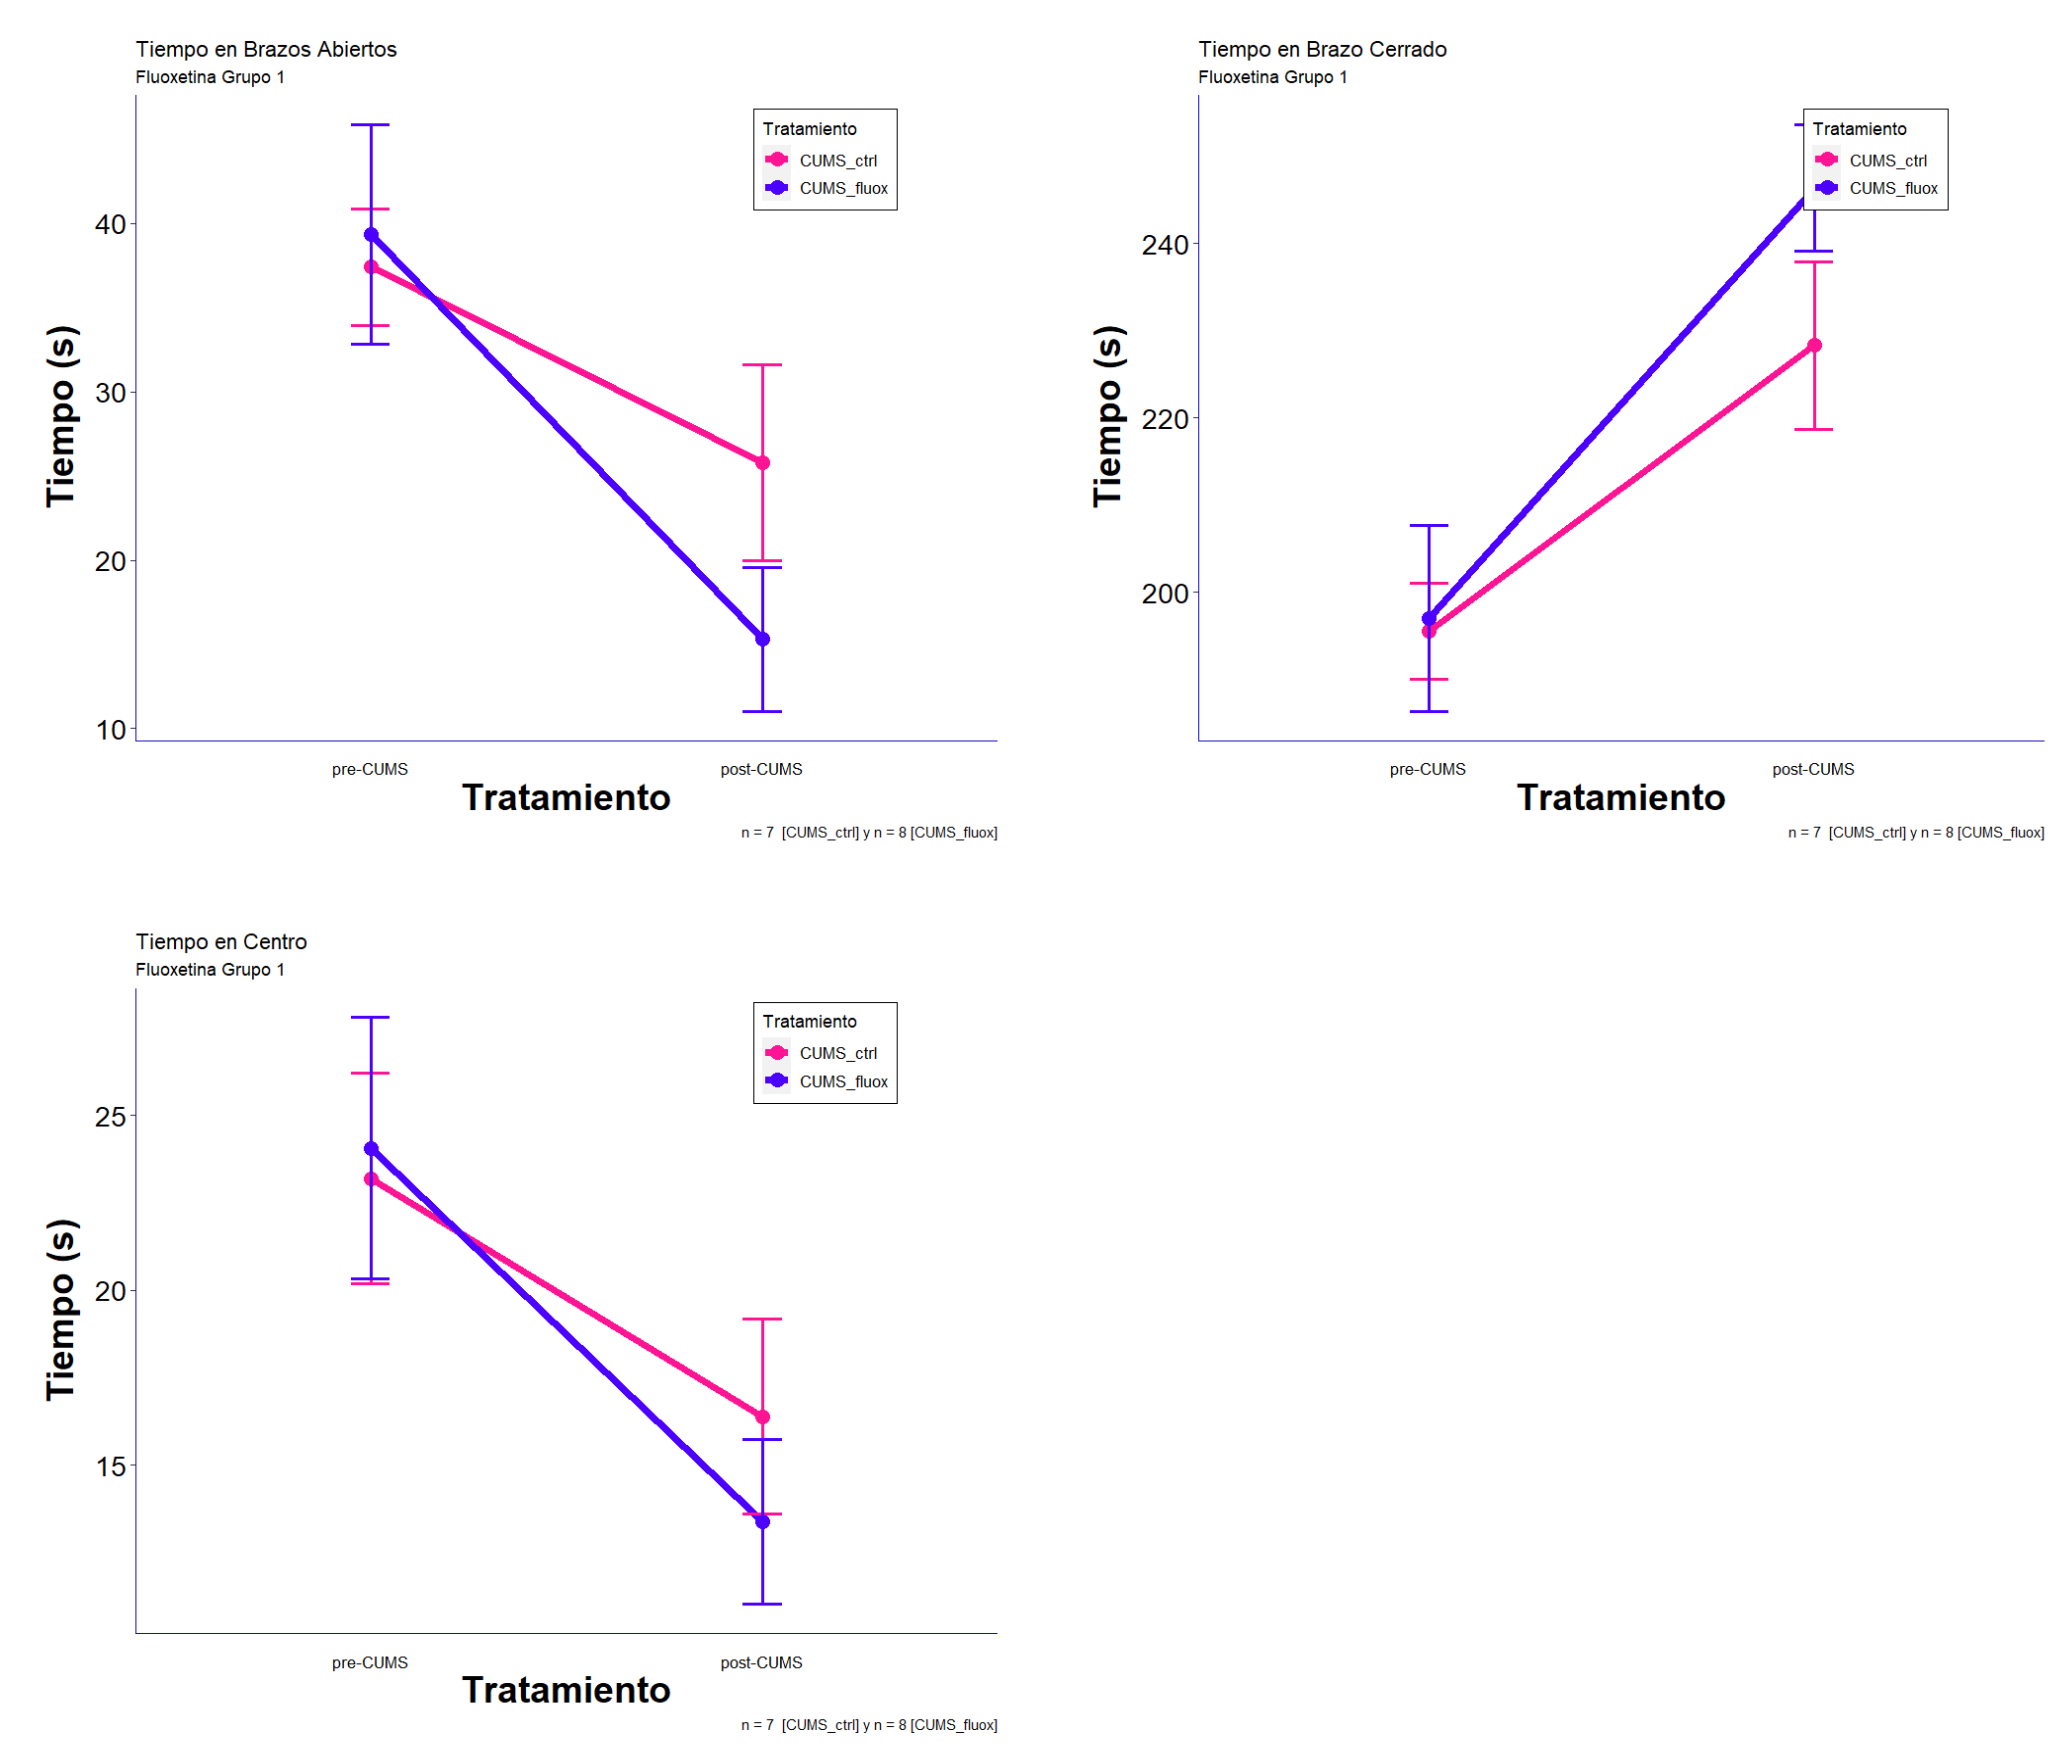 Tiempo en Brazos Abiertos
Fluoxetina Grupo 1
Tratamiento
CUMS_ctrl
CUMS_fluox
40
30
20
10
Tiempo (s)
pre-CUMS post-CUMS
Tratamiento
n = 7 [CUMS_ctrl] y n = 8 [CUMS_fluox]
Tiempo en Brazo Cerrado
Fluoxetina Grupo 1
Tratamiento
CUMS_ctrl
CUMS_fluox
240
220
200
Tiempo (s)
pre-CUMS post-CUMS
Tratamiento
n = 7 [CUMS_ctrl] y n = 8 [CUMS_fluox]
Tiempo en Centro
Fluoxetina Grupo 1
Tratamiento
CUMS_ctrl
CUMS_fluox
25
20
15
Tiempo (s)
pre-CUMS post-CUMS
Tratamiento
n = 7 [CUMS_ctrl] y n = 8 [CUMS_fluox]